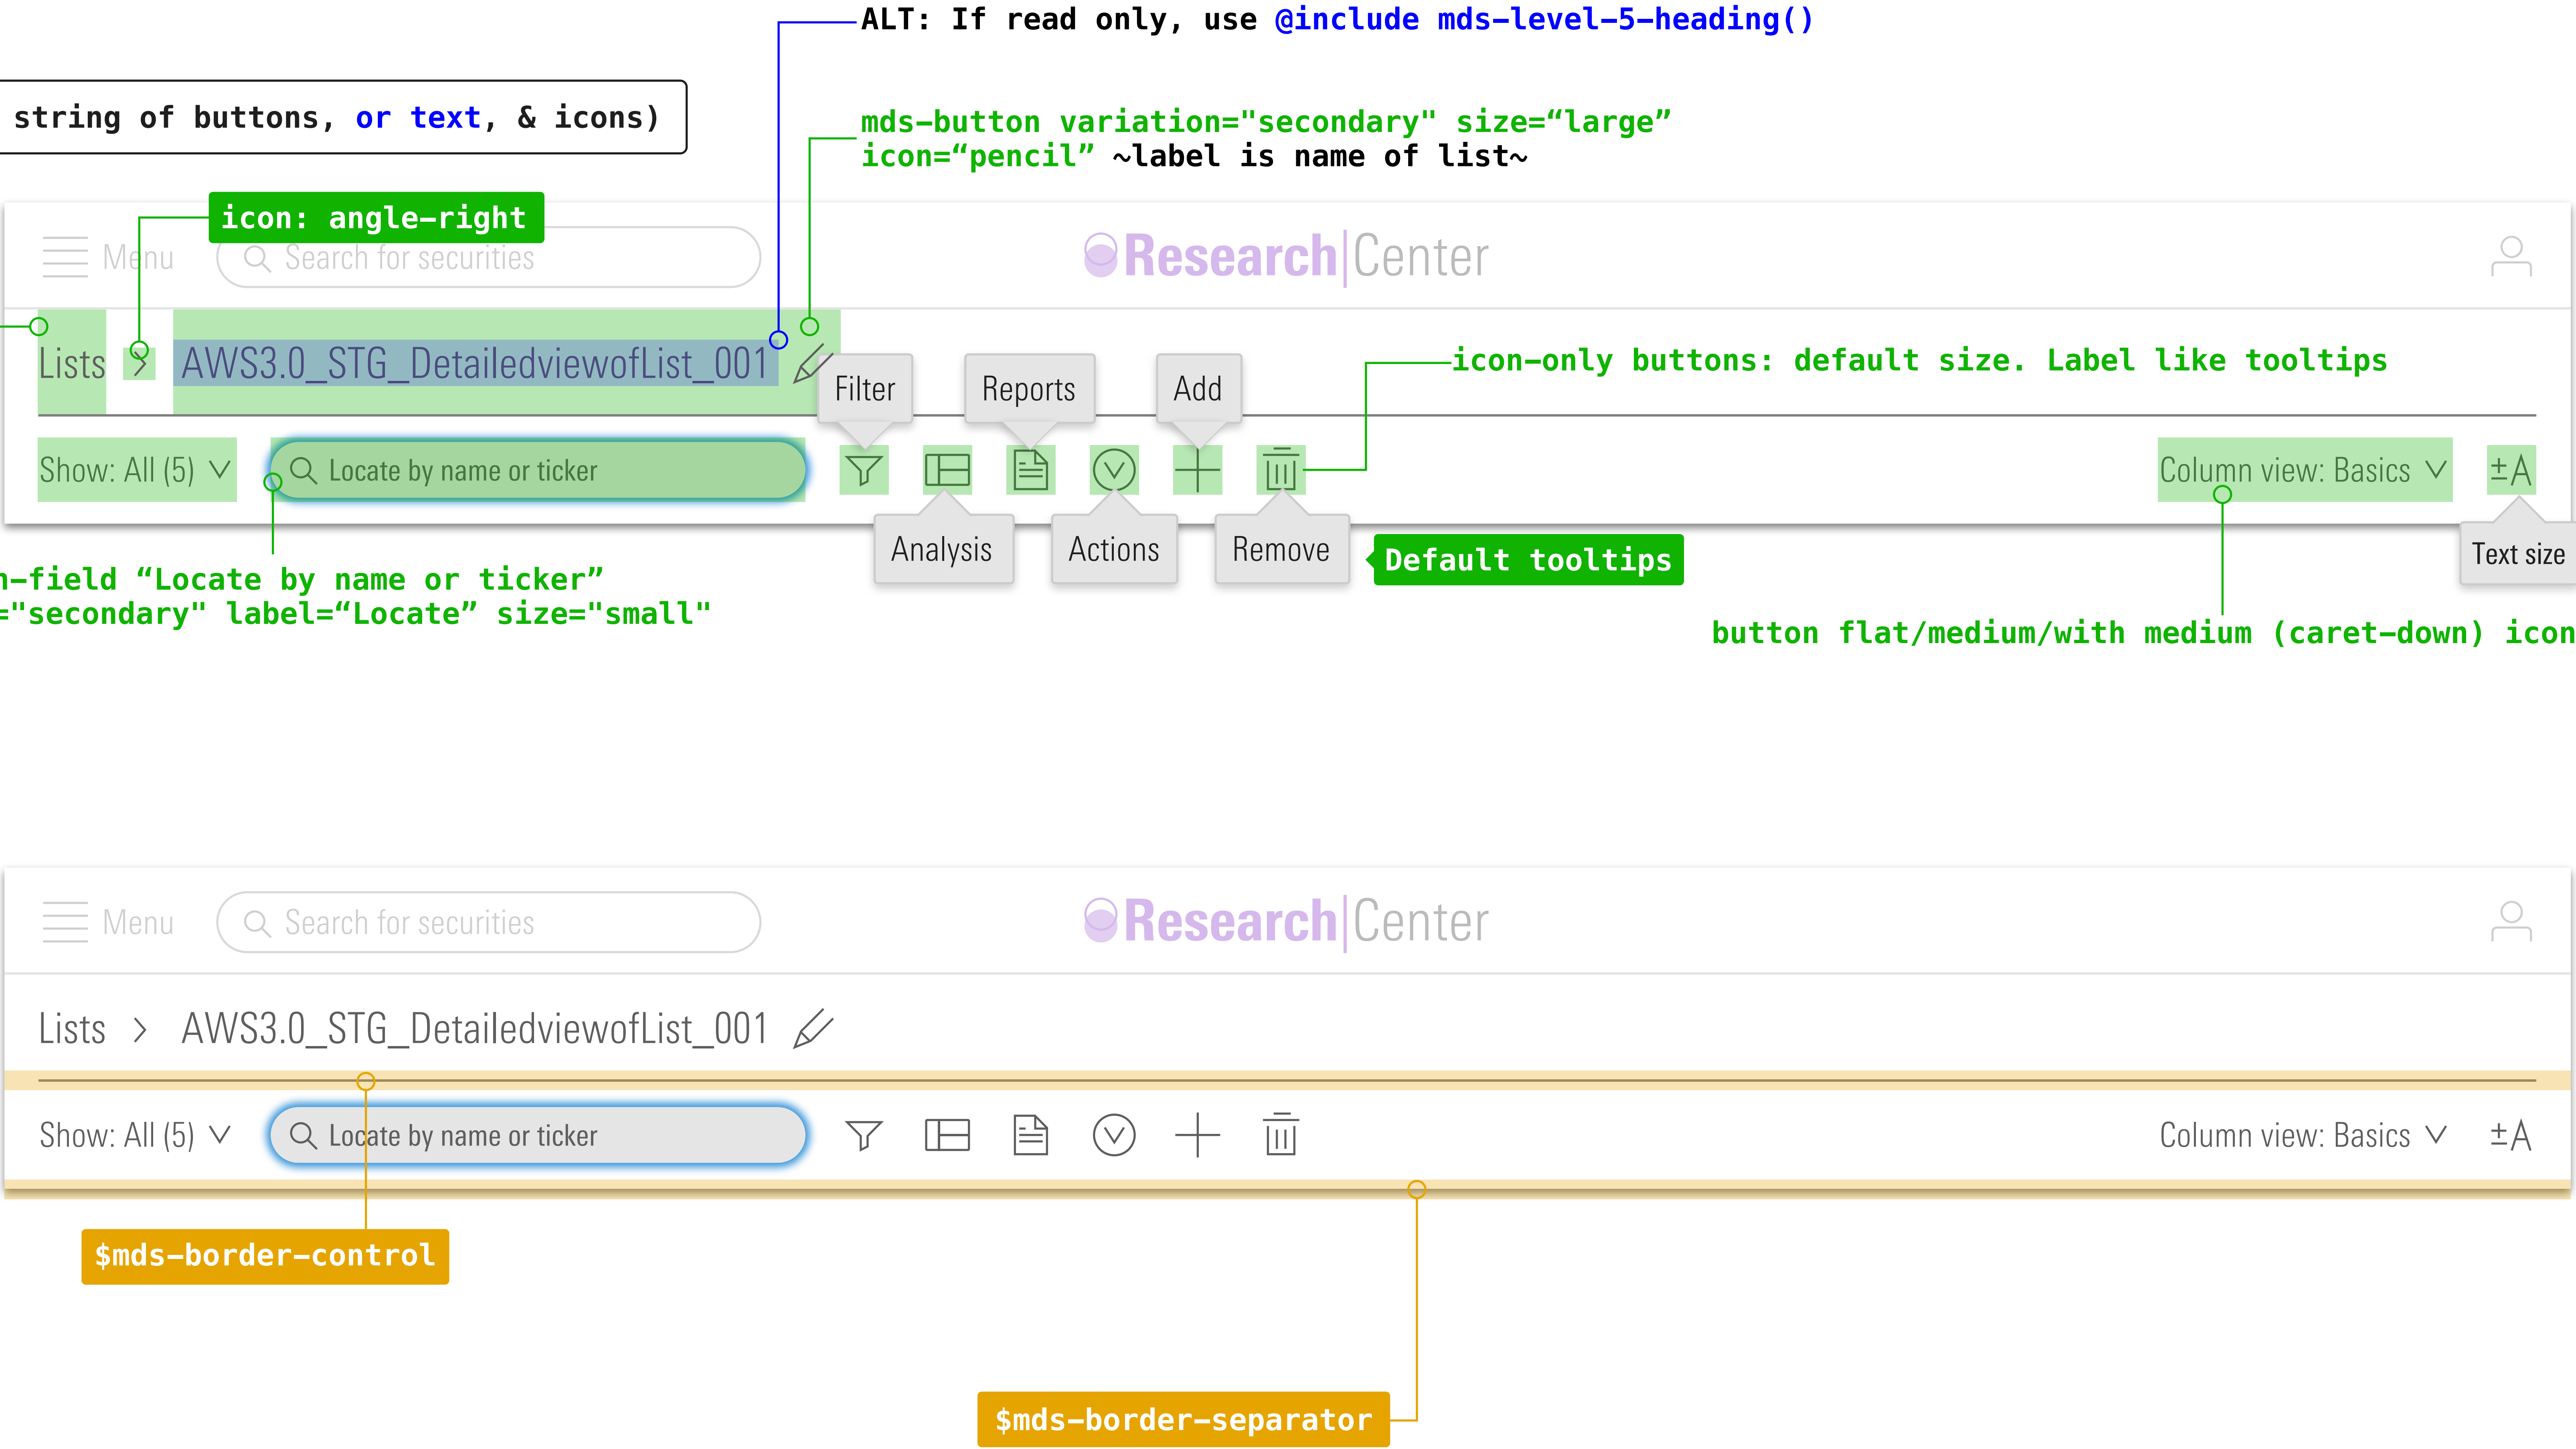 ALT: If read only, use @include mds-level-5-heading()
string of buttons, or text, & icons)
mds-button variation="secondary" size=“large”
icon=“pencil” ~label is name of list~
icon: angle-right
Menu
Search for securities
Research|Center
Lists > AWS3.0_STG_DetailedviewofList_001
Filter
Reports
Add
icon-only buttons: default size. Label like tooltips
Show: All (5)
Locate by name or ticker
Column view: Basics
±A
Analysis
Actions
Remove
Default tooltips
Text size
n-field “Locate by name or ticker”
="secondary" label=“Locate” size="small"
button flat/medium/with medium (caret-down) icon
Menu
Search for securities
Research|Center
Lists > AWS3.0_STG_DetailedviewofList_001
Show: All (5)
Locate by name or ticker
Column view: Basics
±A
$mds-border-control
$mds-border-separator